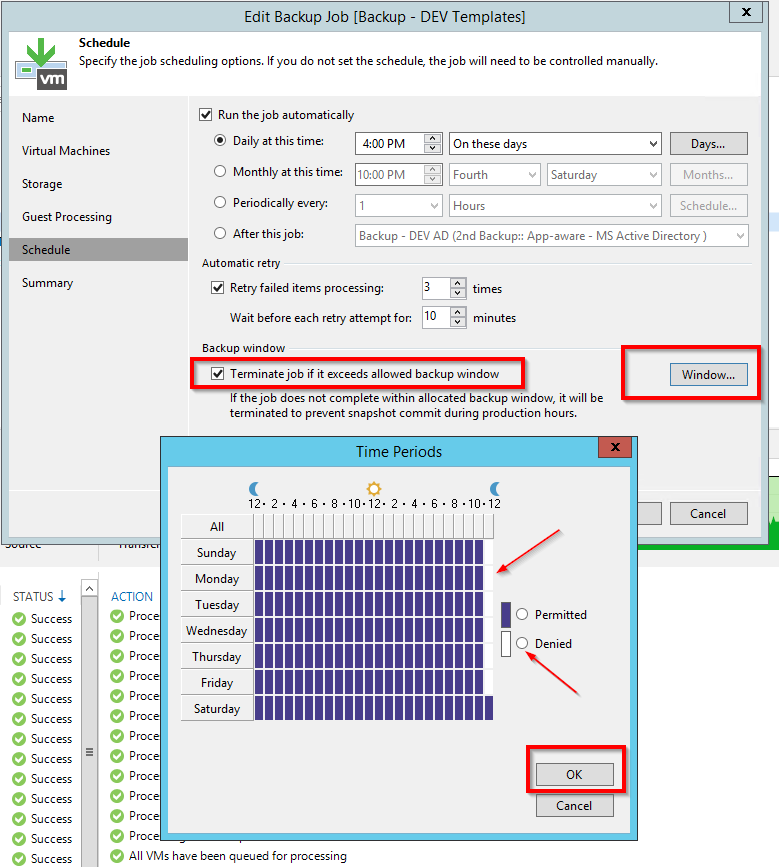 Edit Backup Job [Backup - DEV Templates]
x
Schedule
Specify the job scheduling options. If you do not set the schedule, the job will need to be controlled manually.
vm
Name
Virtual Machines
Storage
Guest Processing
Schedule
Summary
Run the job automatically
Daily at this time: 4:00 PM On these days Days...
Monthly at this time: 10:00 PM Fourth Saturday Months...
Periodically every: 1 Hours Schedule...
After this job: Backup - DEV AD (2nd Backup:: App-aware - MS Active Directory )
Automatic retry
Retry failed items processing: 3 times
Wait before each retry attempt for: 10 minutes
Backup window
Terminate job if it exceeds allowed backup window Window...
If the job does not complete within allocated backup window, it will be
terminated to prevent snapshot commit during production hours.
Cancel
Time Periods
x
12 · 2 · 4 · 6 · 8 · 10 · 12 · 2 · 4 · 6 · 8 · 10 · 12
All
Sunday
Monday
Tuesday
Wednesday
Thursday
Friday
Saturday
Permitted
Denied
OK
Cancel
STATUS ACTION
Success Proce
Success Proce
Success Proce
Success Proce
Success Proce
Success Proce
Success Proce
Success Proce
Success Proce
Success Proce
Success Proce
Success
Success All VMs have been queued for processing